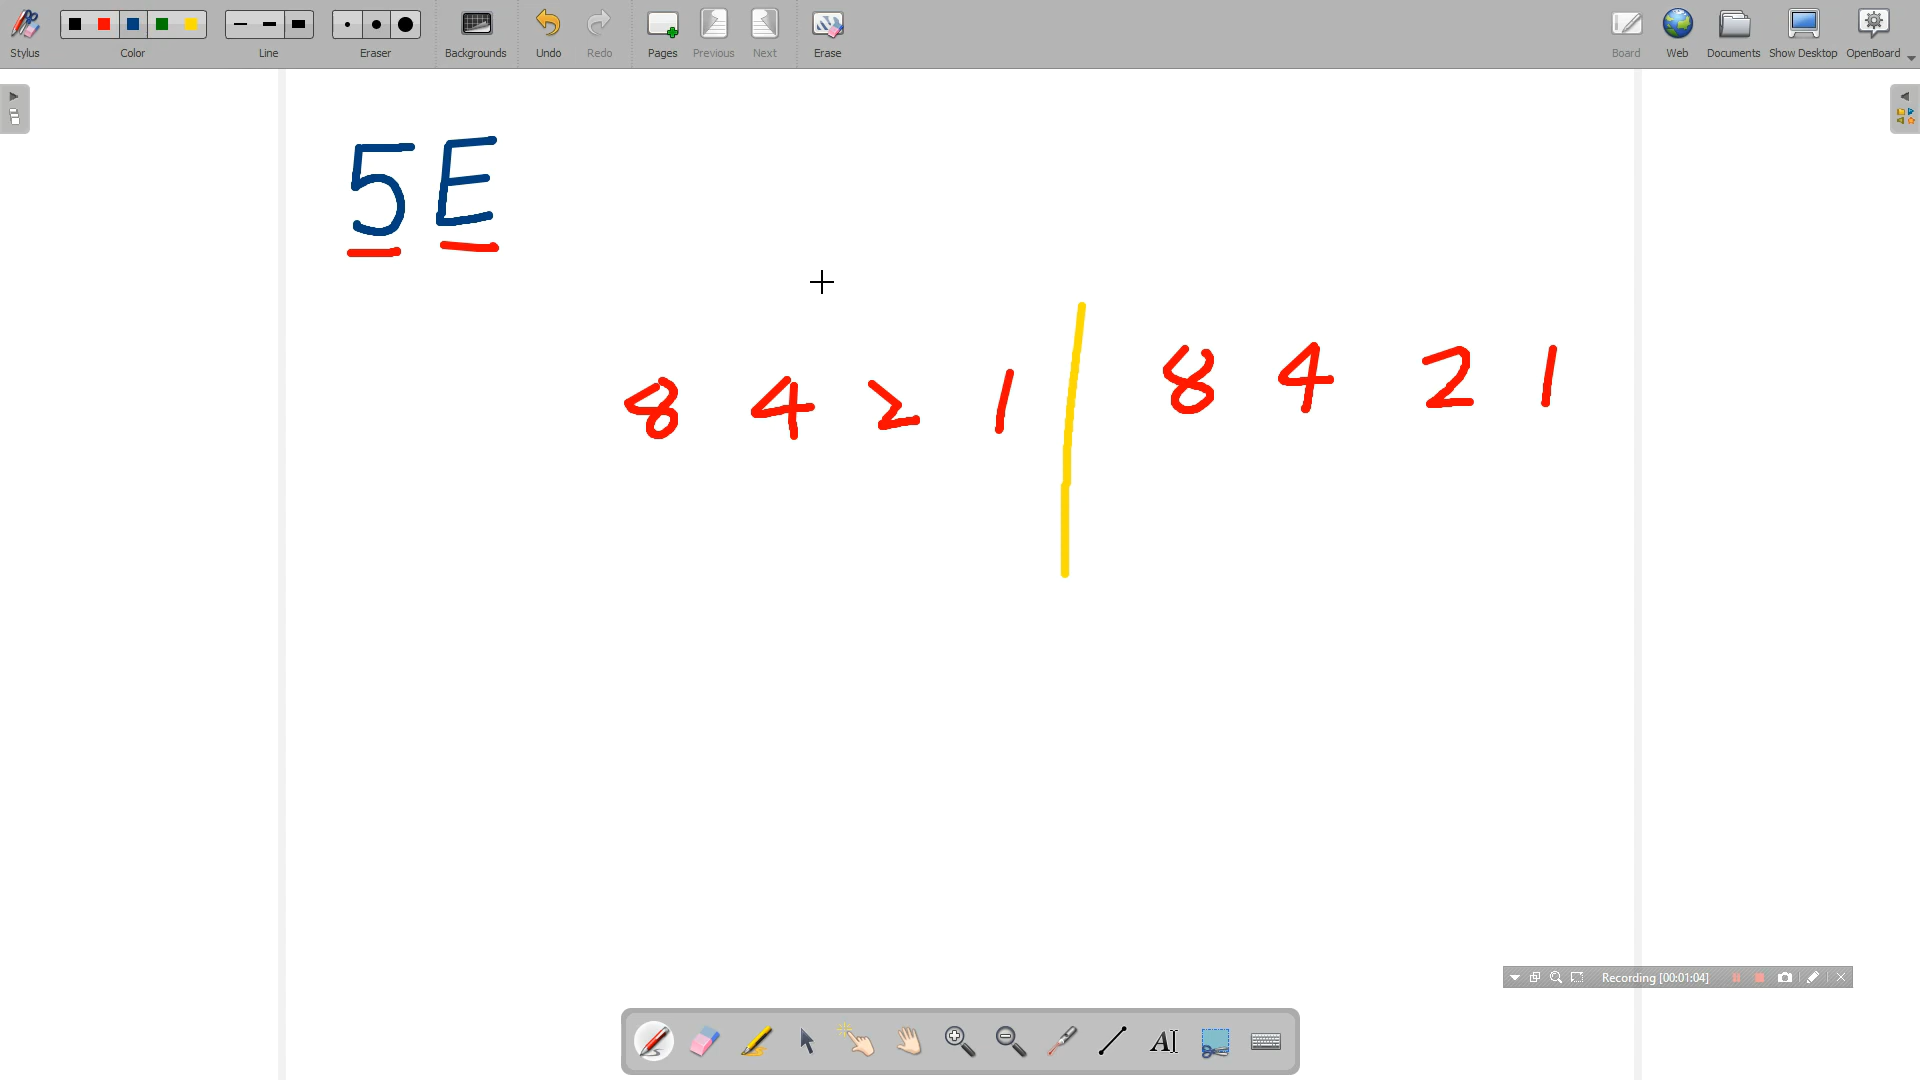 Stylus Color Line Eraser Backgrounds Undo Redo Pages Previous Next Erase Board Web Documents Show Desktop OpenBoard
5E
8 4 2 1 8 4 2 1
Recording [00:01:04]
AI